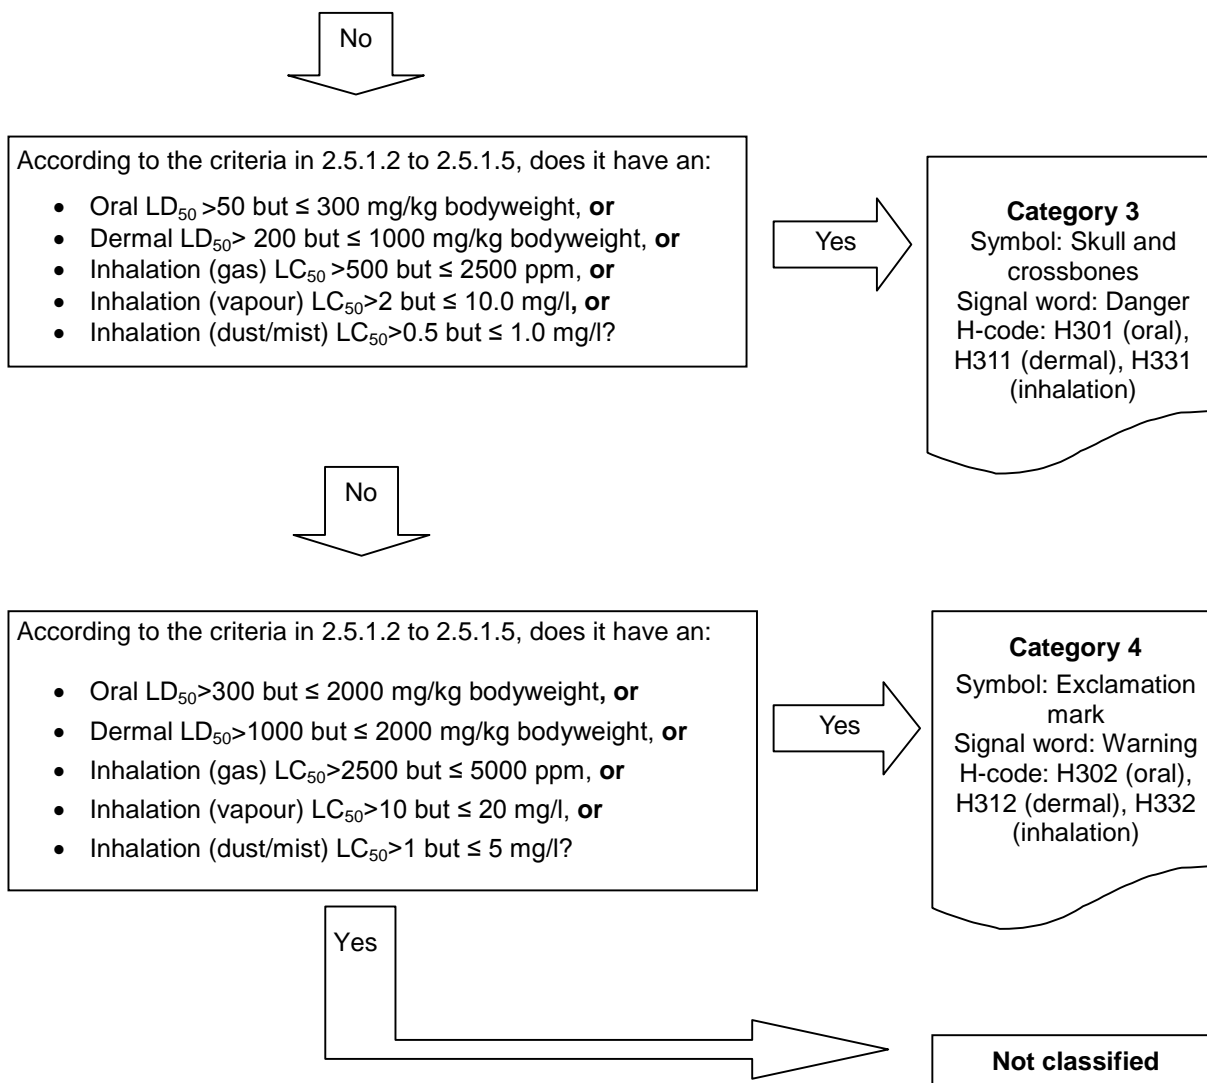 No
According to the criteria in 2.5.1.2 to 2.5.1.5, does it have an:
• Oral LD50 >50 but ≤ 300 mg/kg bodyweight, or
• Dermal LD50> 200 but ≤ 1000 mg/kg bodyweight, or
• Inhalation (gas) LC50 >500 but ≤ 2500 ppm, or
• Inhalation (vapour) LC50>2 but ≤ 10.0 mg/l, or
• Inhalation (dust/mist) LC50>0.5 but ≤ 1.0 mg/l?
Yes
Category 3
Symbol: Skull and
crossbones
Signal word: Danger
H-code: H301 (oral),
H311 (dermal), H331
(inhalation)
No
According to the criteria in 2.5.1.2 to 2.5.1.5, does it have an:
• Oral LD50>300 but ≤ 2000 mg/kg bodyweight, or
• Dermal LD50>1000 but ≤ 2000 mg/kg bodyweight, or
• Inhalation (gas) LC50>2500 but ≤ 5000 ppm, or
• Inhalation (vapour) LC50>10 but ≤ 20 mg/l, or
• Inhalation (dust/mist) LC50>1 but ≤ 5 mg/l?
Yes
Category 4
Symbol: Exclamation
mark
Signal word: Warning
H-code: H302 (oral),
H312 (dermal), H332
(inhalation)
Yes
Not classified